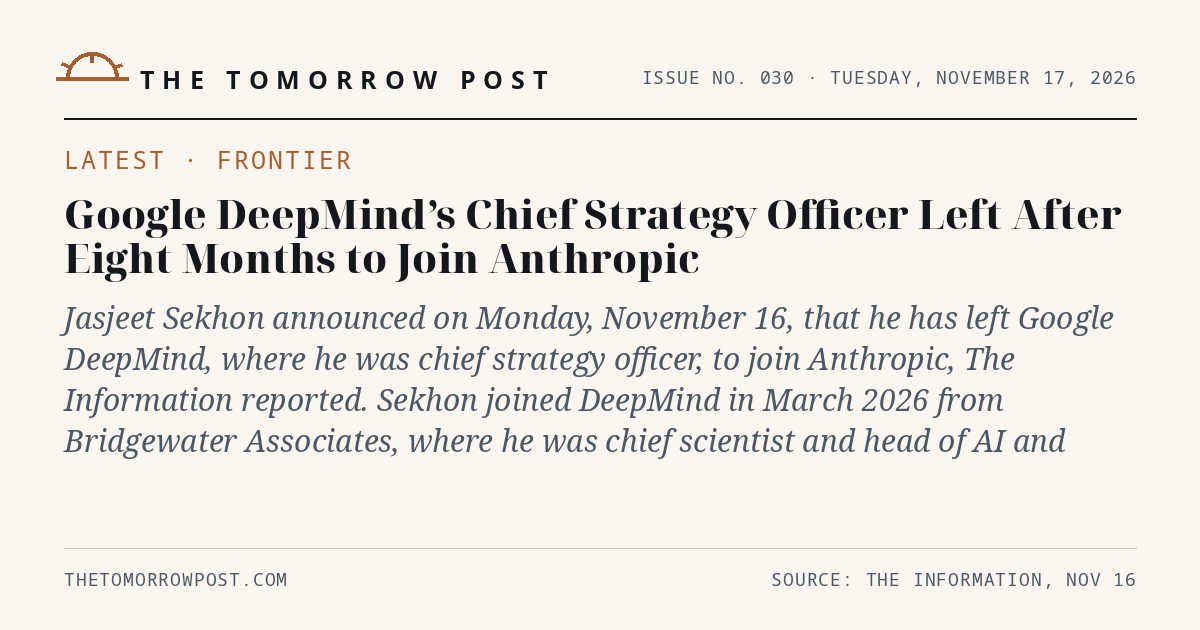 THE TOMORROW POST
ISSUE NO. 030 · TUESDAY, NOVEMBER 17, 2026
LATEST · FRONTIER
Google DeepMind’s Chief Strategy Officer Left After
Eight Months to Join Anthropic
Jasjeet Sekhon announced on Monday, November 16, that he has left Google
DeepMind, where he was chief strategy officer, to join Anthropic, The
Information reported. Sekhon joined DeepMind in March 2026 from
Bridgewater Associates, where he was chief scientist and head of AI and
THETOMORROWPOST.COM
SOURCE: THE INFORMATION, NOV 16